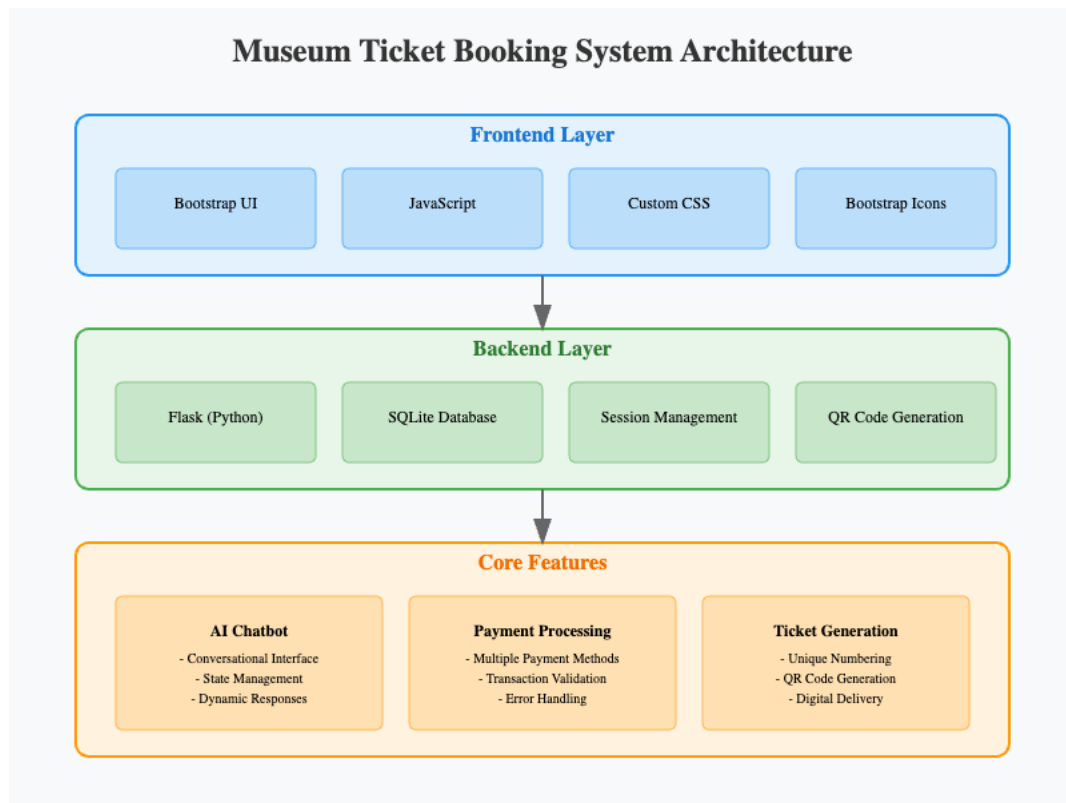 Museum Ticket Booking System Architecture
Frontend Layer
Bootstrap UI
JavaScript
Custom CSS
Bootstrap Icons
Backend Layer
Flask (Python)
SQLite Database
Session Management
QR Code Generation
Core Features
AI Chatbot
- Conversational Interface
- State Management
- Dynamic Responses
Payment Processing
- Multiple Payment Methods
- Transaction Validation
- Error Handling
Ticket Generation
- Unique Numbering
- QR Code Generation
- Digital Delivery